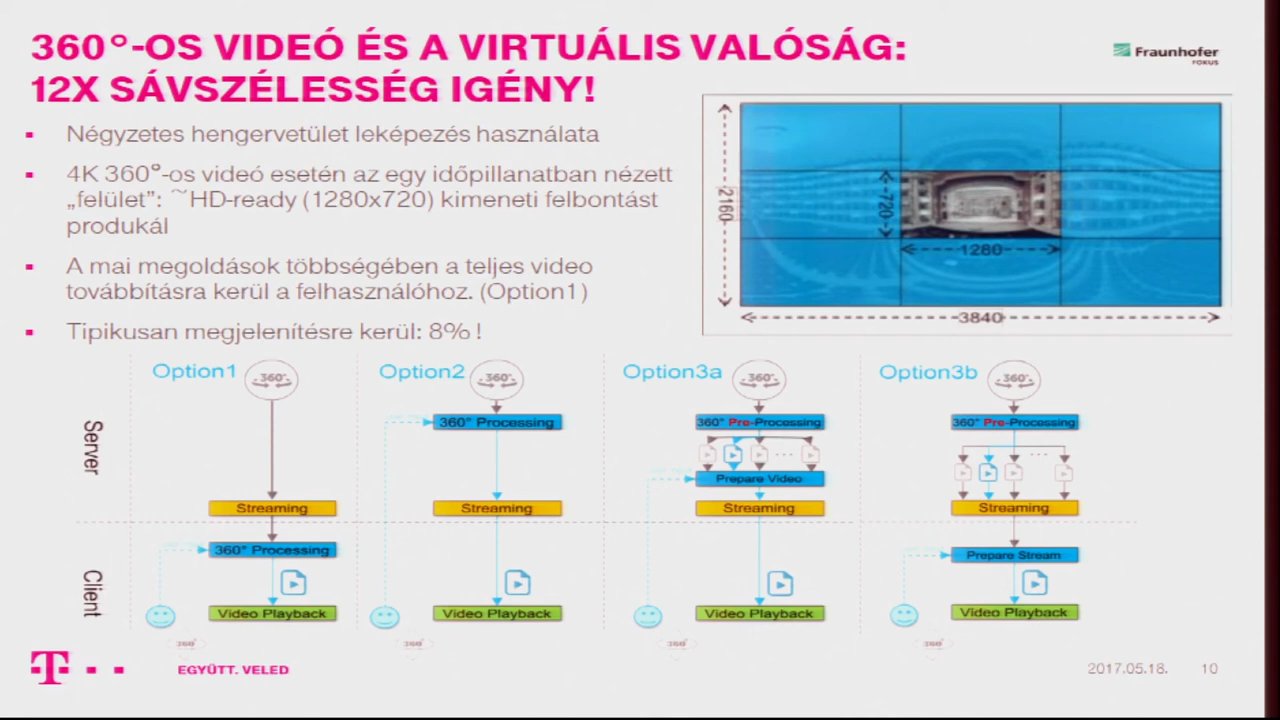 360°-OS VIDEÓ ÉS A VIRTUÁLIS VALÓSÁG:
12X SÁVSZÉLESSÉG IGÉNY!
Fraunhofer
FOKUS
▪ Négyzetes hengervetület leképezés használata
▪ 4K 360°-os videó esetén az egy időpillanatban nézett
„felület”: ~HD-ready (1280x720) kimeneti felbontást
produkál
▪ A mai megoldások többségében a teljes video
továbbításra kerül a felhasználóhoz. (Option1)
▪ Tipikusan megjelenítésre kerül: 8% !
2160
720
1280
3840
Server
Client
Option1
360°
Streaming
360° Processing
Video Playback
360°
Option2
360°
360° Processing
Streaming
Video Playback
360°
Option3a
360°
360° Pre-Processing
...
Prepare Video
Streaming
Video Playback
360°
Option3b
360°
360° Pre-Processing
...
Streaming
Prepare Stream
Video Playback
360°
T
EGYÜTT. VELED
2017.05.18. 10